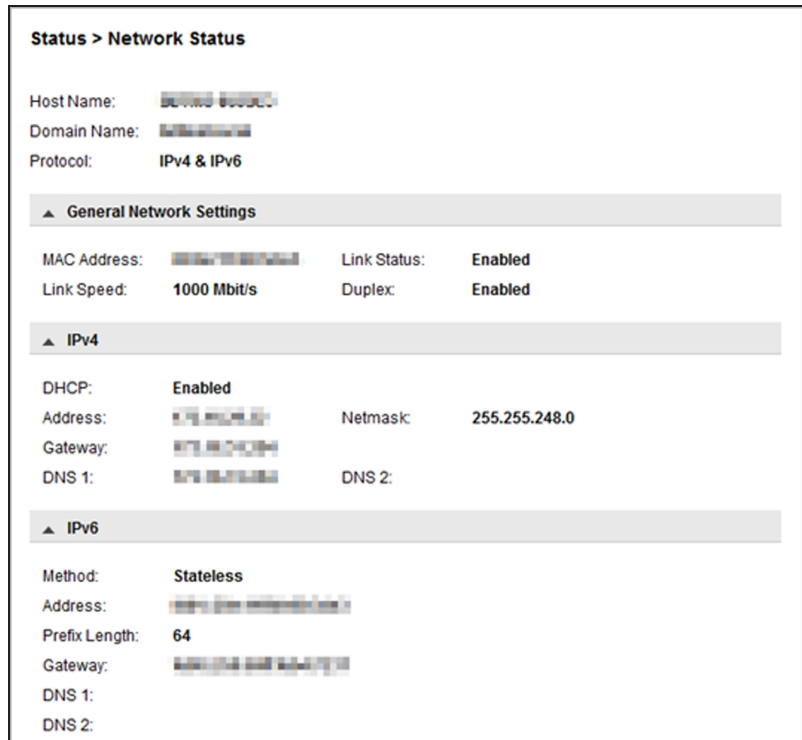 Status > Network Status
Host Name:
Domain Name:
Protocol: IPv4 & IPv6
General Network Settings
MAC Address: Link Status: Enabled
Link Speed: 1000 Mbit/s Duplex: Enabled
IPv4
DHCP: Enabled
Address: Netmask: 255.255.248.0
Gateway:
DNS 1: DNS 2:
IPv6
Method: Stateless
Address:
Prefix Length: 64
Gateway:
DNS 1:
DNS 2: